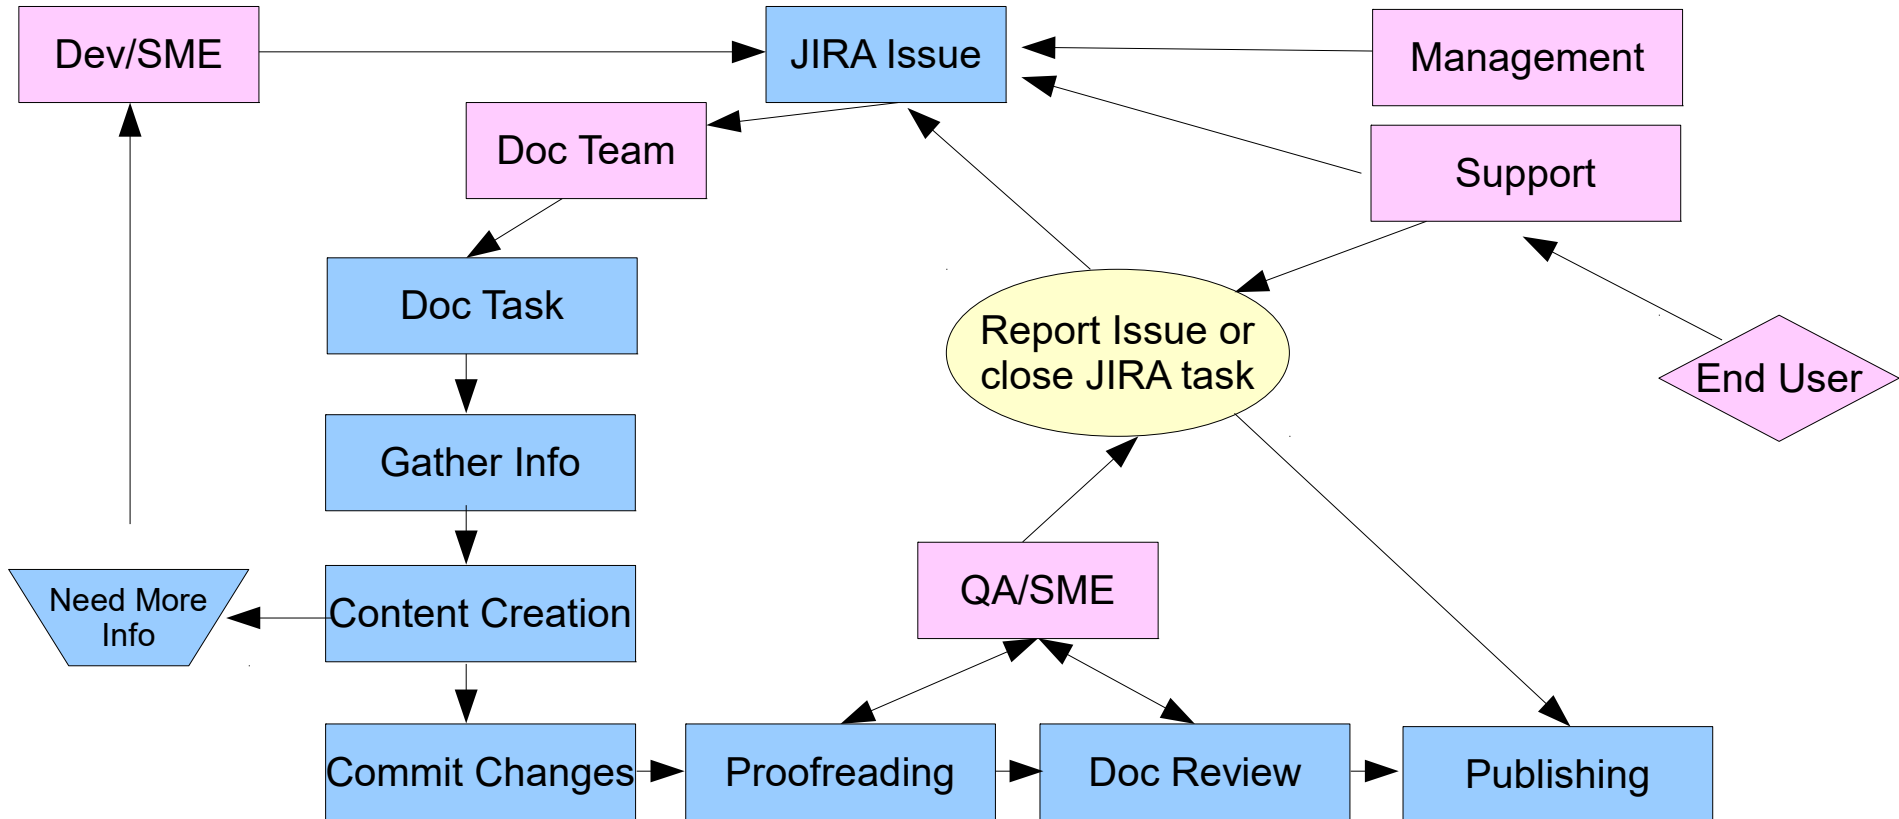 Dev/SME
JIRA Issue
Management
Doc Team
Support
Doc Task
Report Issue or
close JIRA task
End User
Gather Info
Need More
Info
Content Creation
QA/SME
Commit Changes
Proofreading
Doc Review
Publishing